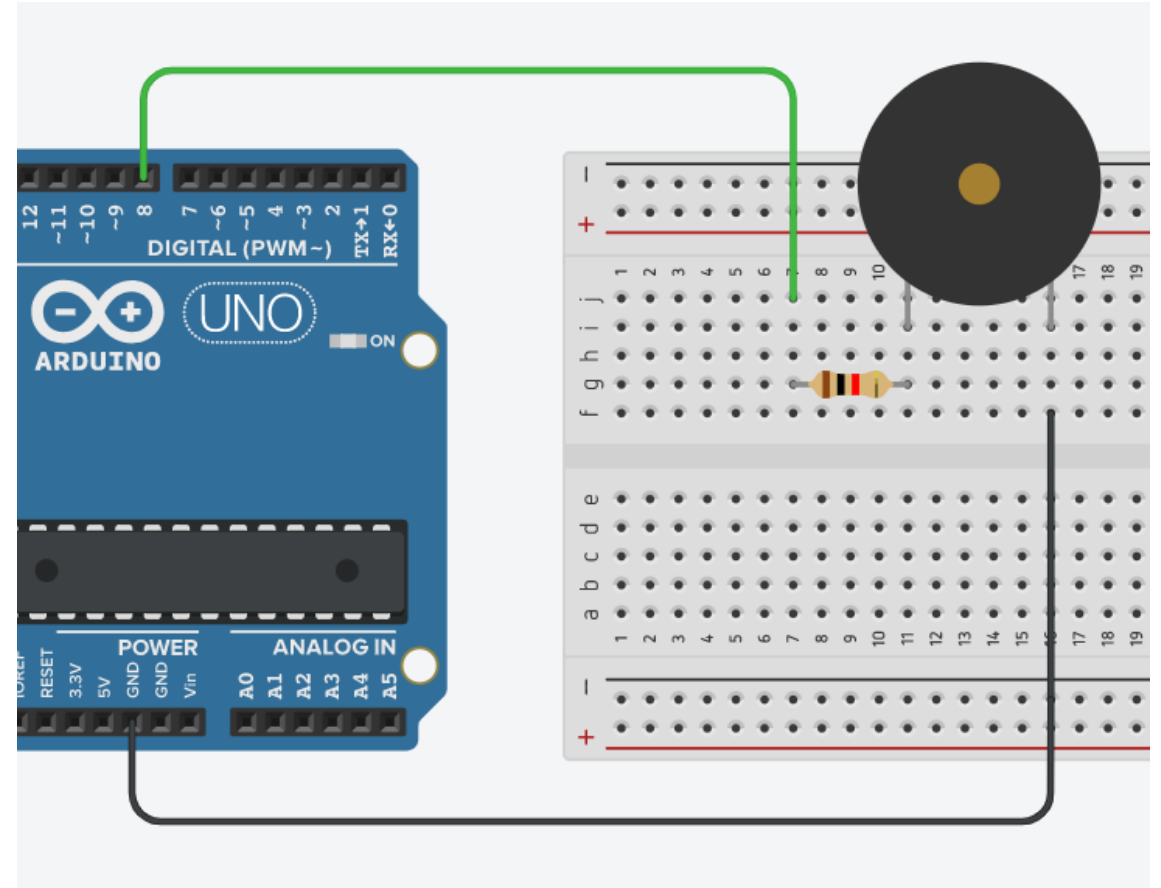 12 ~11 ~10 ~9 8 7 ~6 ~5 4 ~3 2 TX→1 RX←0
DIGITAL (PWM~)
UNO
ON
ARDUINO
POWER
ANALOG IN
RESET 3.3V 5V GND GND Vin A0 A1 A2 A3 A4 A5
−
+
1 2 3 4 5 6 7 8 9 10 17 18 19
j
i
h
g
f
e
d
c
b
a
1 2 3 4 5 6 7 8 9 10 11 12 13 14 15 16 17 18 19
−
+